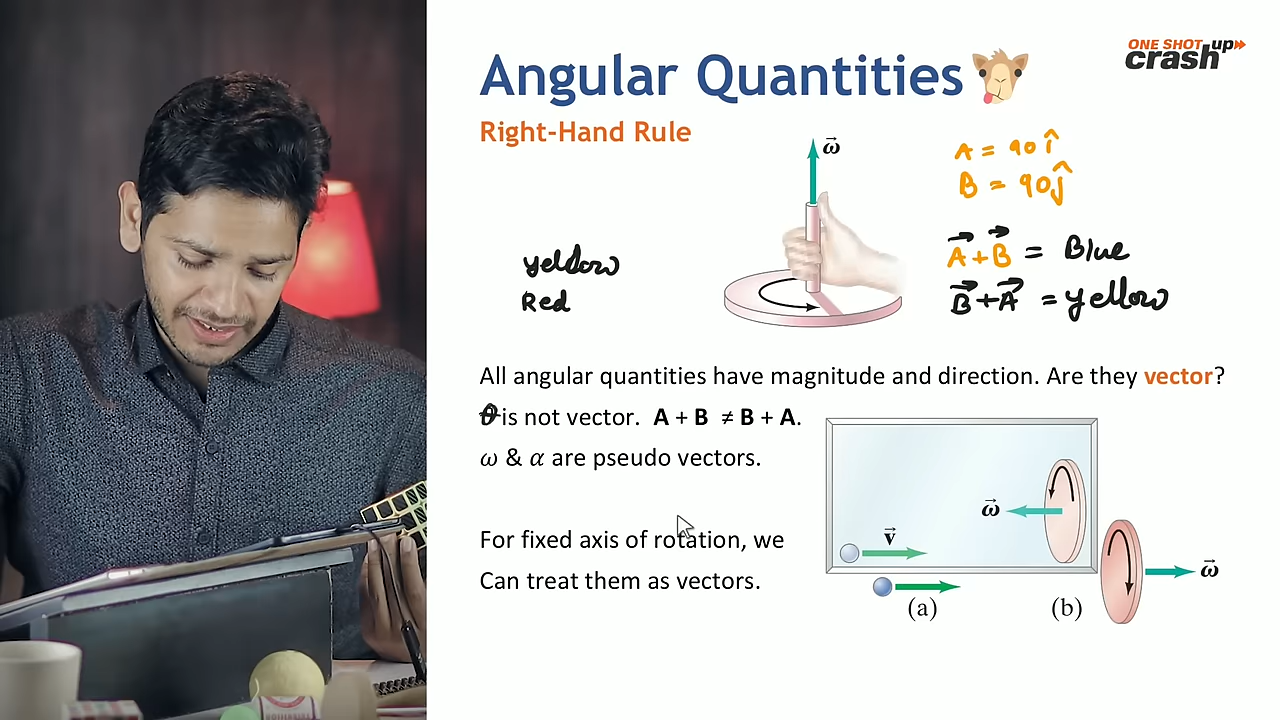 ONE SHOT
crash up
Angular Quantities
Right-Hand Rule
ω
A = 90 î
B = 90ĵ
yellow
Red
A+B = Blue
B+A = yellow
All angular quantities have magnitude and direction. Are they vector?
θ is not vector. A + B ≠ B + A.
ω & α are pseudo vectors.
For fixed axis of rotation, we
Can treat them as vectors.
ω
v
ω
(a)
(b)